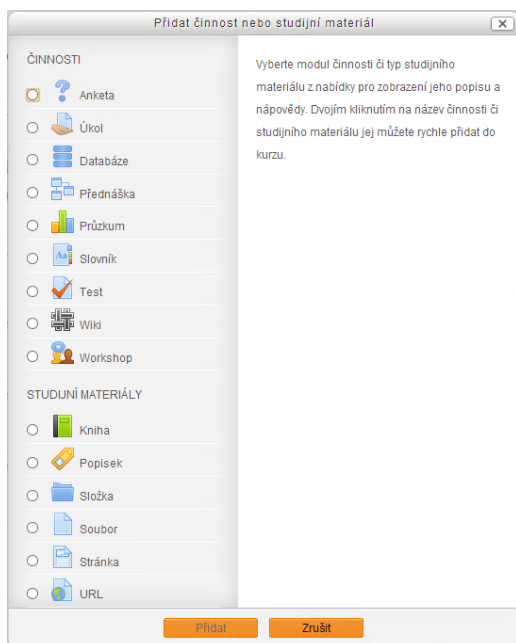 Přidat činnost nebo studijní materiál
ČINNOSTI
Anketa
Úkol
Databáze
Přednáška
Průzkum
Slovník
Test
Wiki
Workshop
STUDIJNÍ MATERIÁLY
Kniha
Popisek
Složka
Soubor
Stránka
URL
Vyberte modul činnosti či typ studijního
materiálu z nabídky pro zobrazení jeho popisu a
nápovědy. Dvojím kliknutím na název činnosti či
studijního materiálu jej můžete rychle přidat do
kurzu.
Přidat
Zrušit